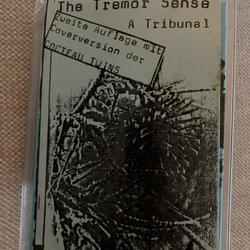 The Tremor Sense
A Tribunal
Zweite Auflage mit
Coverversion der
COCTEAU TWINS